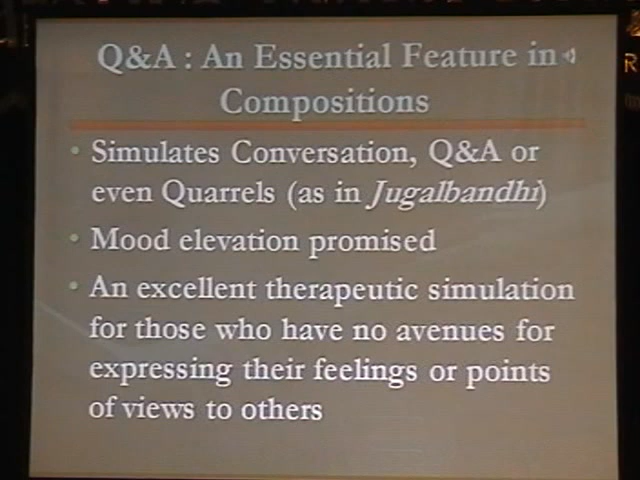 Q&A : An Essential Feature in
Compositions
• Simulates Conversation, Q&A or
even Quarrels (as in Jugalbandhi)
• Mood elevation promised
• An excellent therapeutic simulation
for those who have no avenues for
expressing their feelings or points
of views to others
R